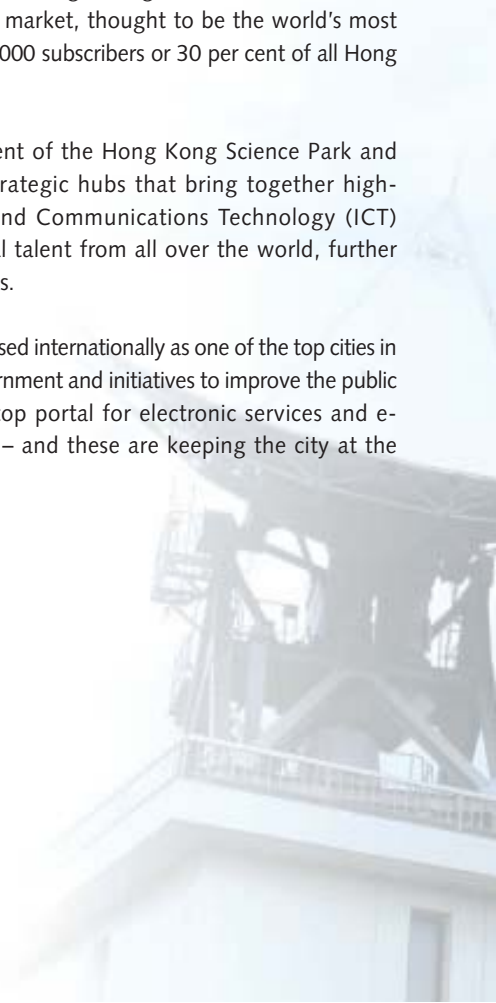 market, thought to be the world's most
000 subscribers or 30 per cent of all Hong
ent of the Hong Kong Science Park and
rategic hubs that bring together high-
nd Communications Technology (ICT)
l talent from all over the world, further
s.
sed internationally as one of the top cities in
rnment and initiatives to improve the public
top portal for electronic services and e-
– and these are keeping the city at the